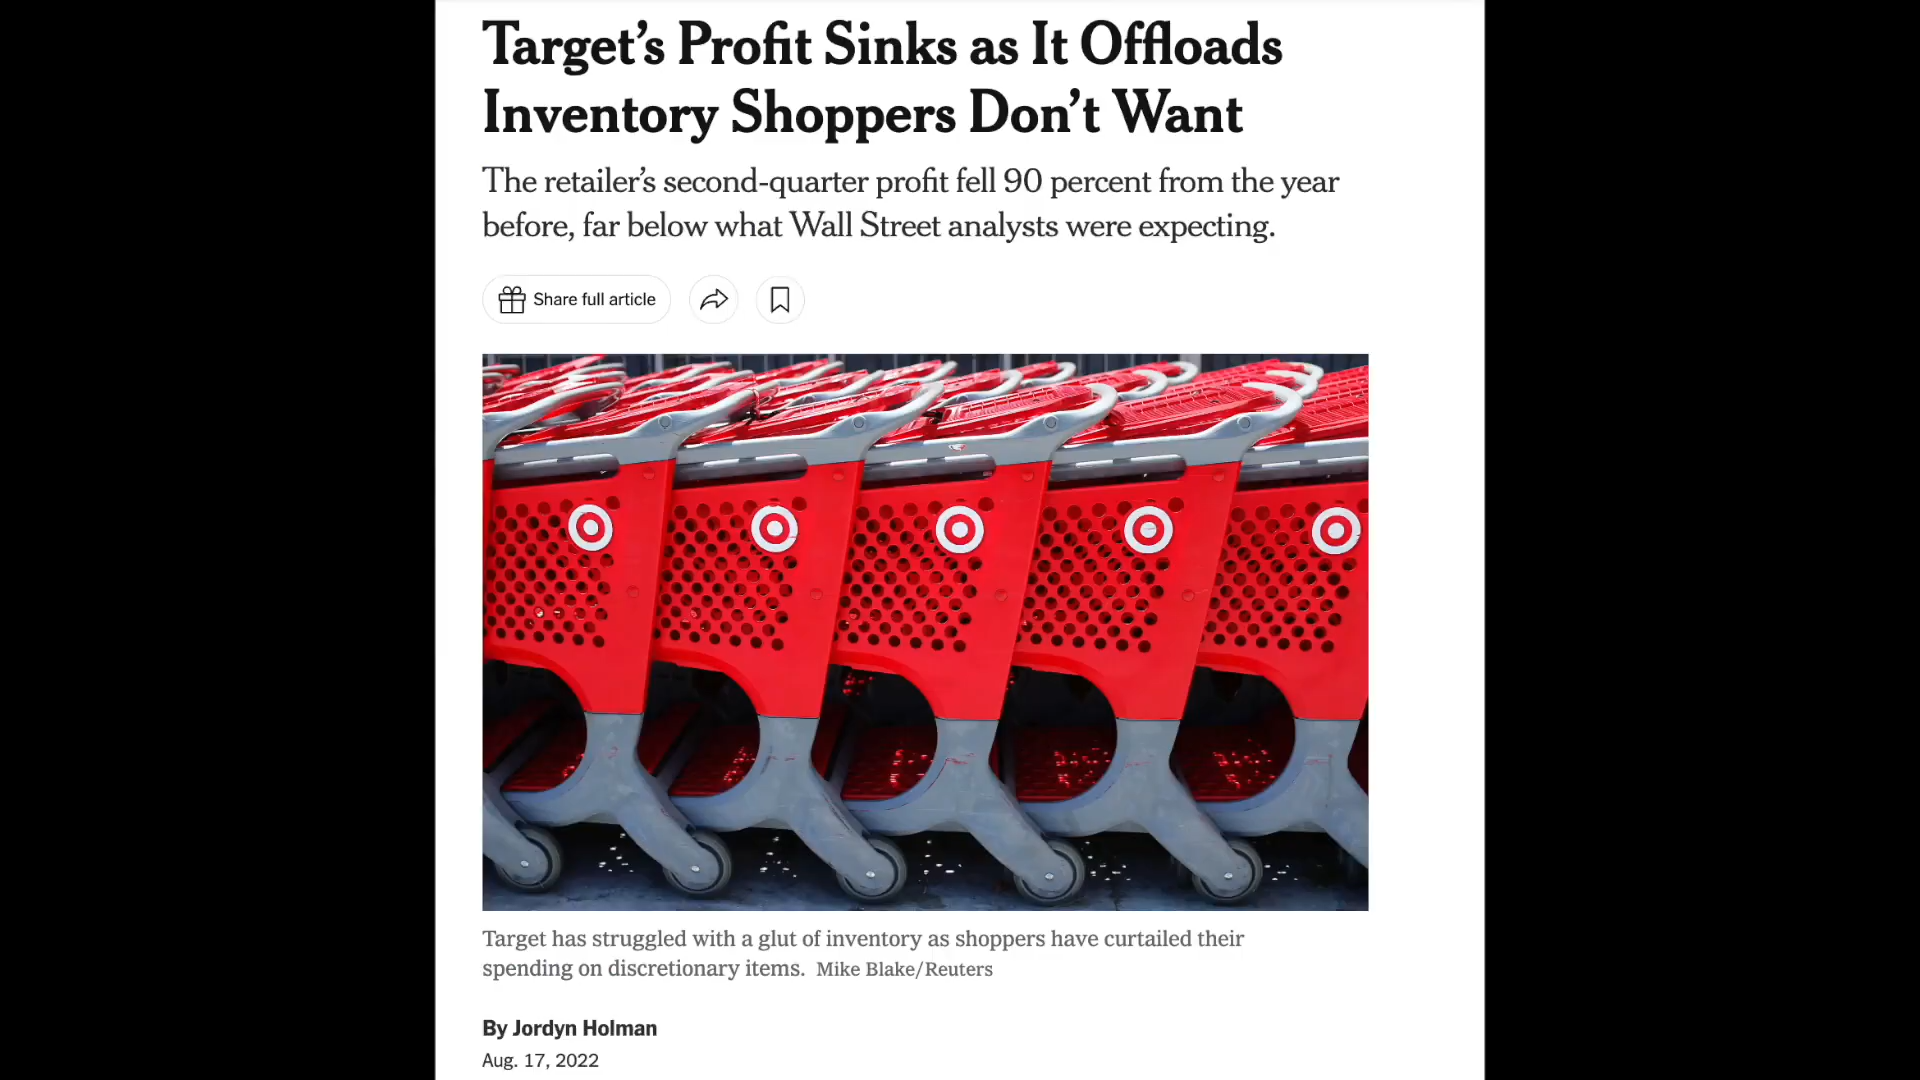 Target’s Profit Sinks as It Offloads
Inventory Shoppers Don’t Want
The retailer’s second-quarter profit fell 90 percent from the year
before, far below what Wall Street analysts were expecting.
Share full article
Target has struggled with a glut of inventory as shoppers have curtailed their
spending on discretionary items. Mike Blake/Reuters
By Jordyn Holman
Aug. 17, 2022